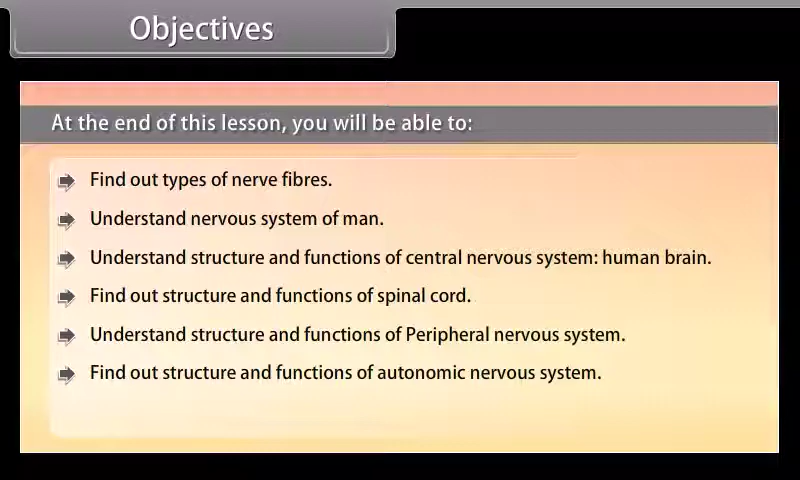 Objectives
At the end of this lesson, you will be able to:
Find out types of nerve fibres.
Understand nervous system of man.
Understand structure and functions of central nervous system: human brain.
Find out structure and functions of spinal cord.
Understand structure and functions of Peripheral nervous system.
Find out structure and functions of autonomic nervous system.